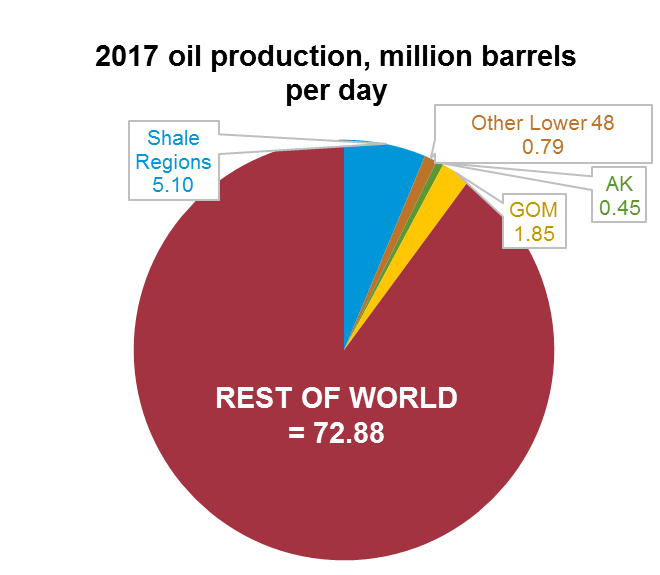 2017 oil production, million barrels
per day
Shale
Regions
5.10
Other Lower 48
0.79
AK
0.45
GOM
1.85
REST OF WORLD
= 72.88